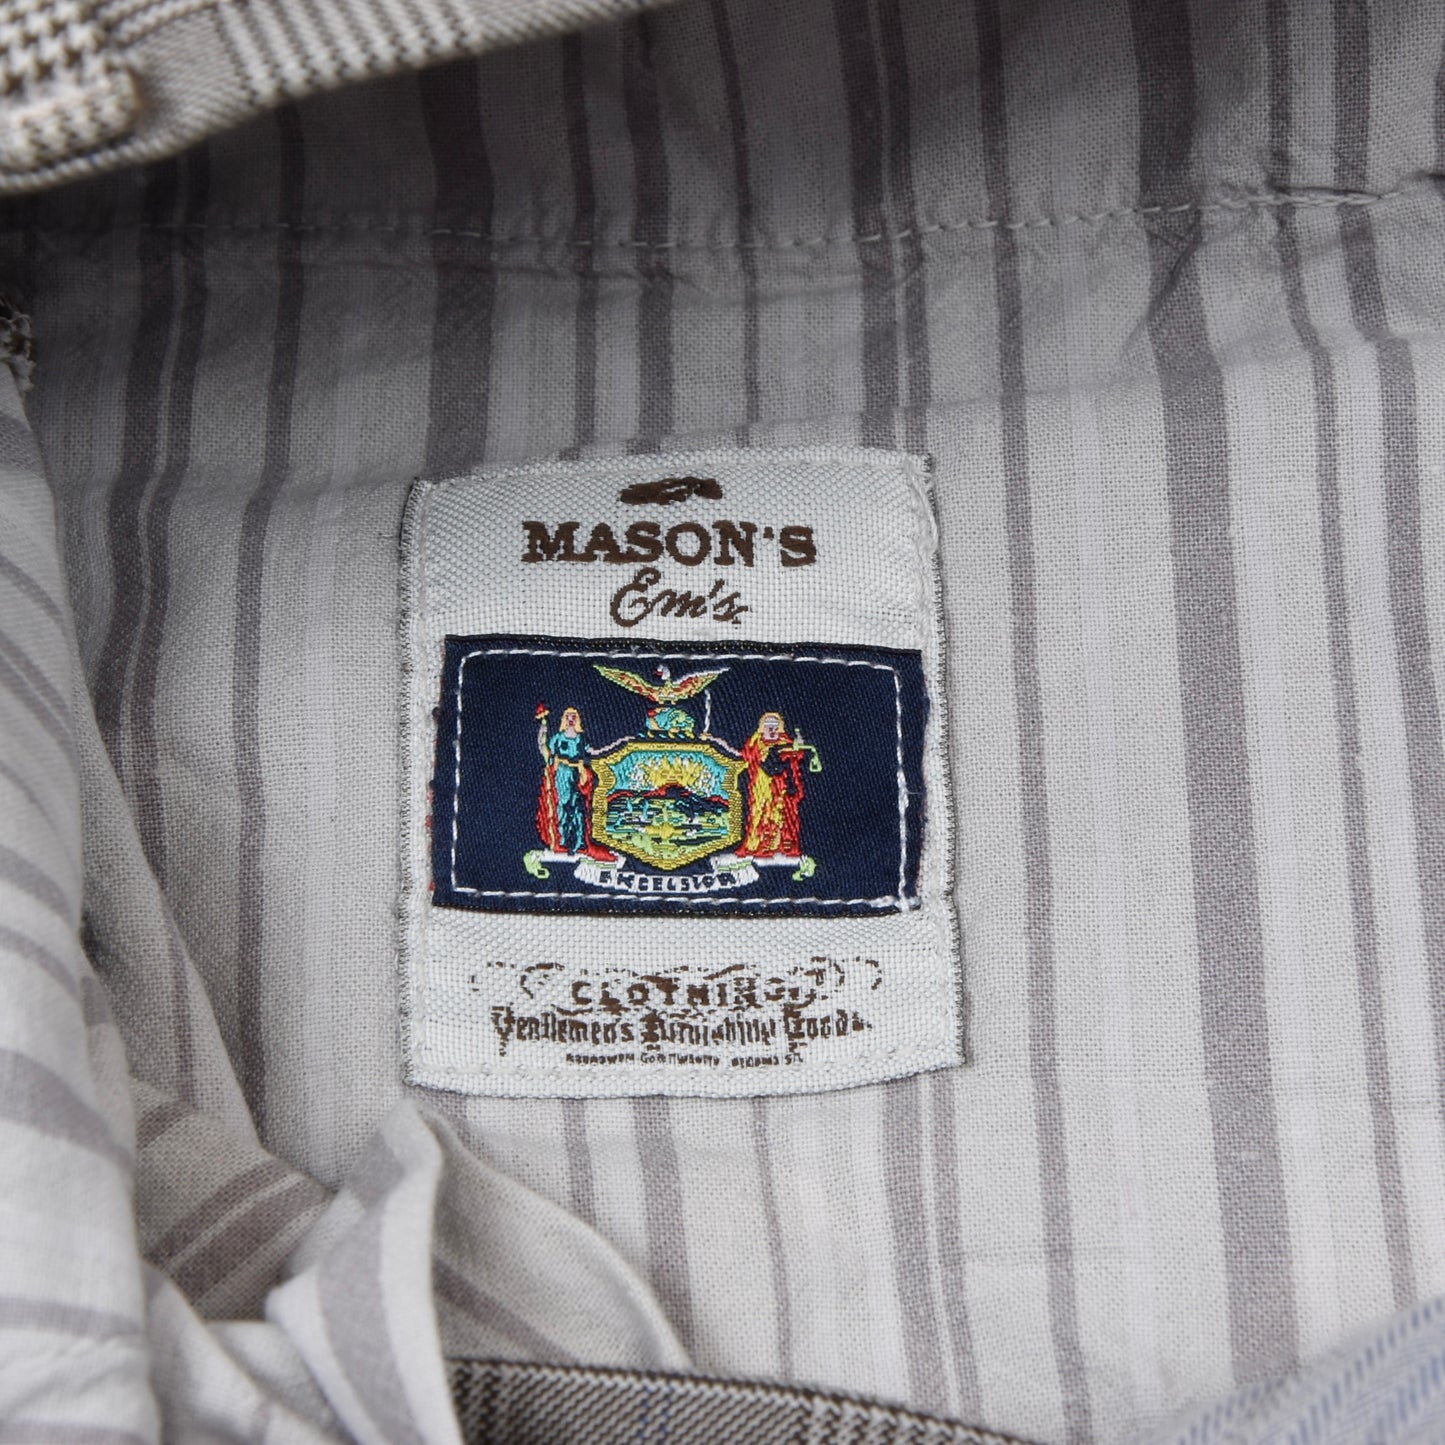 MASON'S
Em's
EXCELSIOR
CLOTHING
Gentlemen's Furnishing Goods